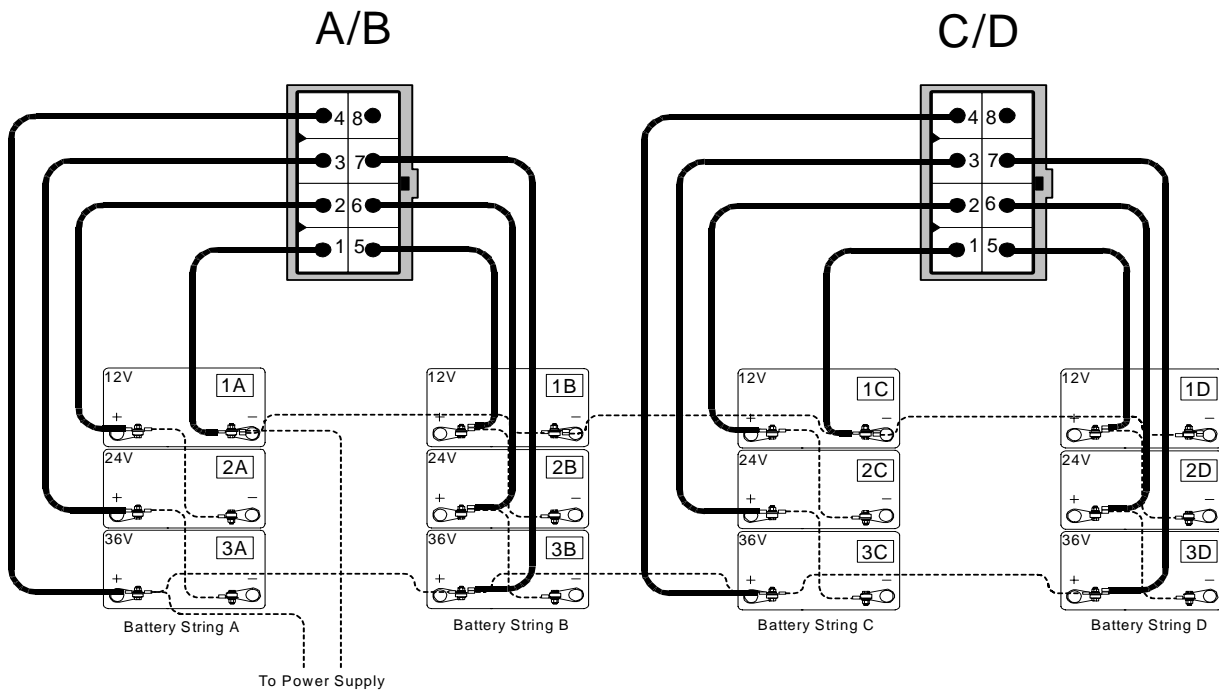 A/B
C/D
4 8
4 8
3 7
3 7
2 6
2 6
1 5
1 5
12V 1A
12V 1B
12V 1C
12V 1D
+ −
+ −
+ −
+ −
24V 2A
24V 2B
24V 2C
24V 2D
+ −
+ −
+ −
+ −
36V 3A
36V 3B
36V 3C
36V 3D
+ −
+ −
+ −
+ −
Battery String A
Battery String B
Battery String C
Battery String D
To Power Supply